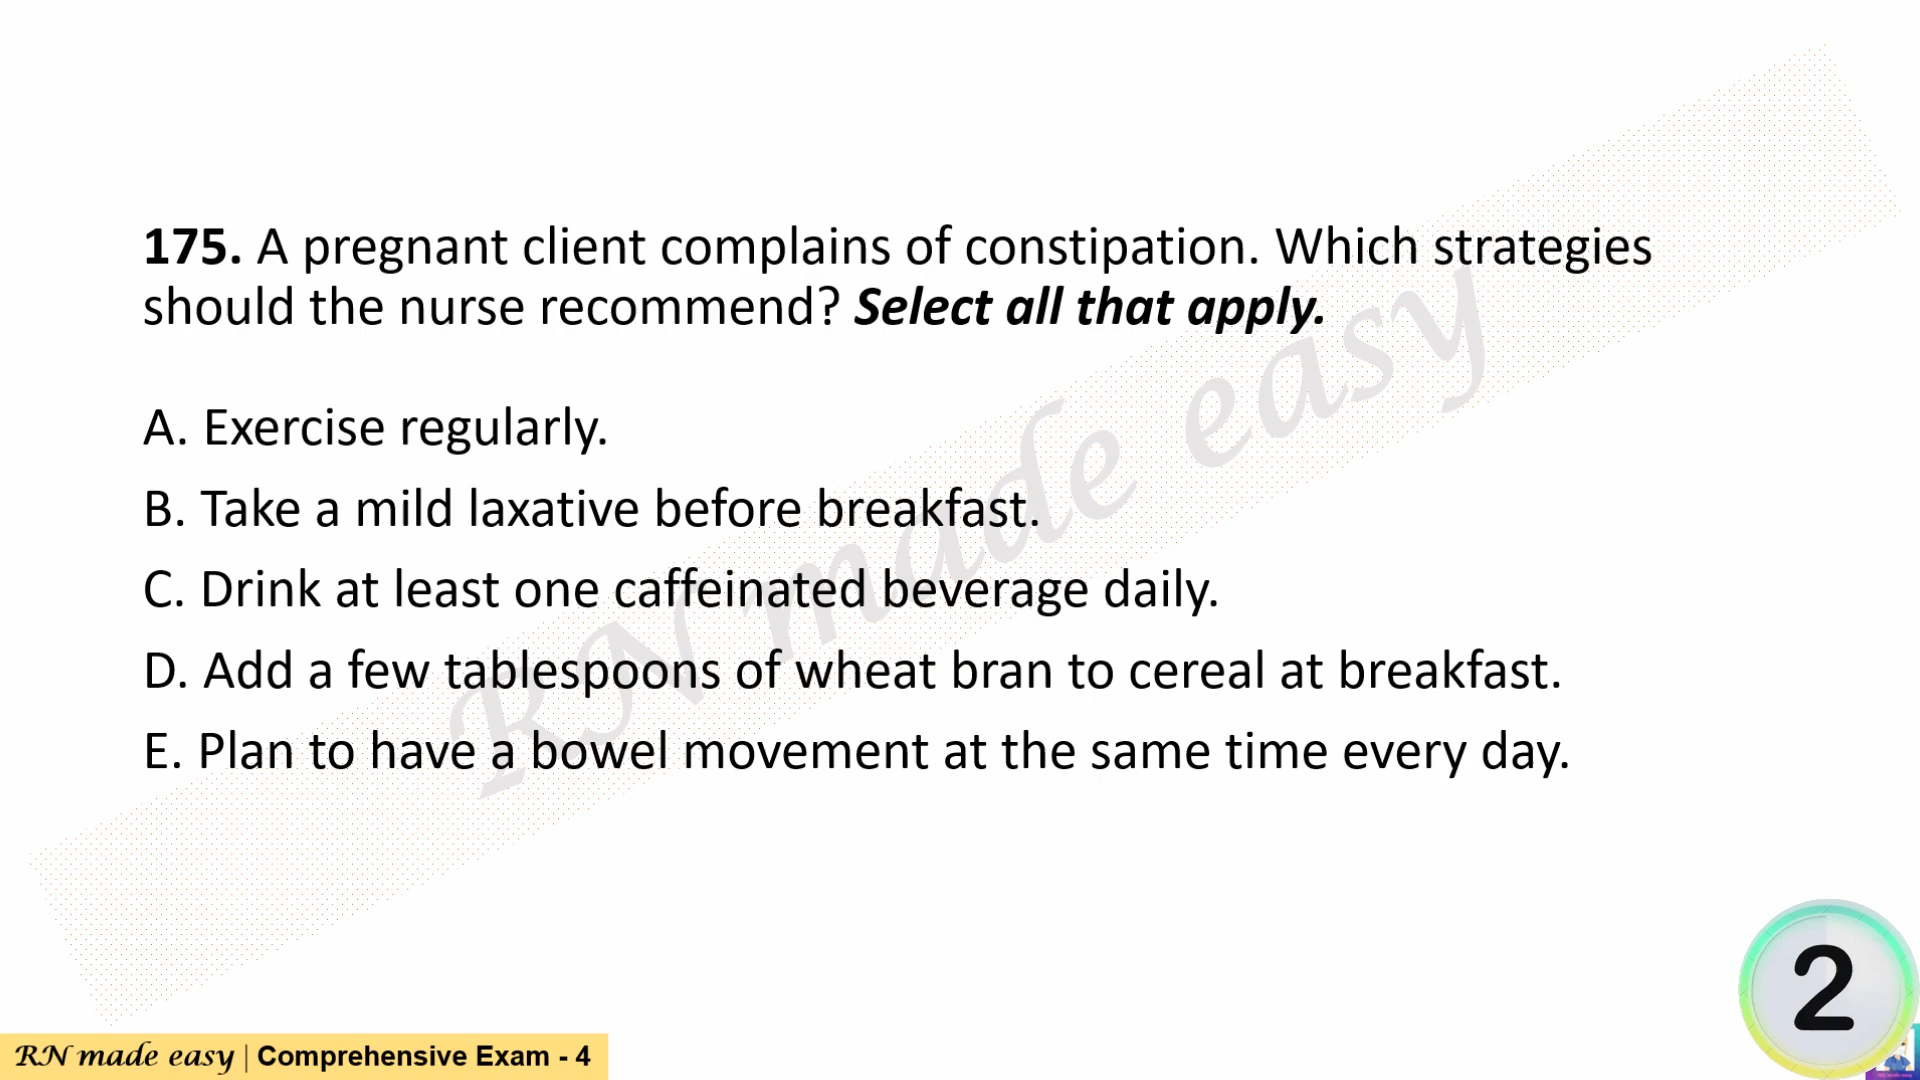 175. A pregnant client complains of constipation. Which strategies
should the nurse recommend? Select all that apply.
A. Exercise regularly.
B. Take a mild laxative before breakfast.
C. Drink at least one caffeinated beverage daily.
D. Add a few tablespoons of wheat bran to cereal at breakfast.
E. Plan to have a bowel movement at the same time every day.
RN made easy
2
RN made easy | Comprehensive Exam - 4